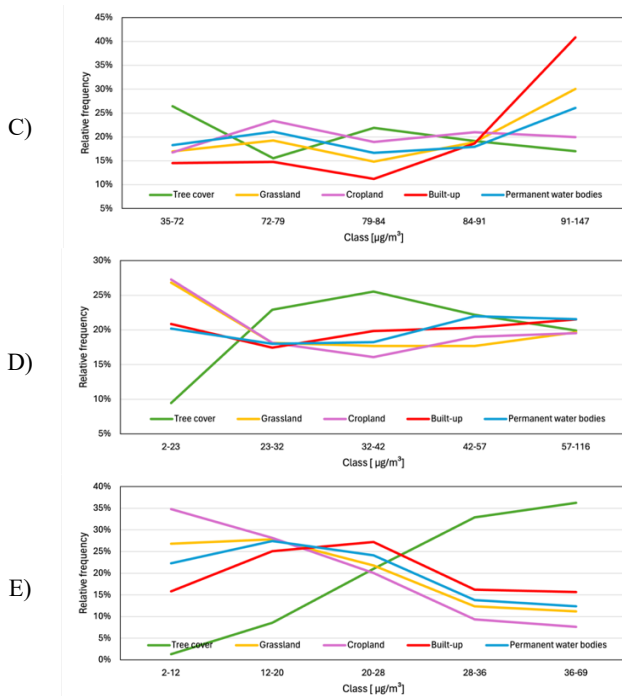 C)
45%
40%
35%
30%
25%
20%
15%
10%
5%
Relative frequency
Tree cover Grassland Cropland Built-up Permanent water bodies
35-72 72-79 79-84 84-91 91-147
Class [µg/m³]
D)
30%
25%
20%
15%
10%
5%
Relative frequency
Tree cover Grassland Cropland Built-up Permanent water bodies
2-23 23-32 32-42 42-57 57-116
Class [ µg/m³]
E)
40%
35%
30%
25%
20%
15%
10%
5%
0%
Relative frequency
Tree cover Grassland Cropland Built-up Permanent water bodies
2-12 12-20 20-28 28-36 36-69
Class [µg/m³]